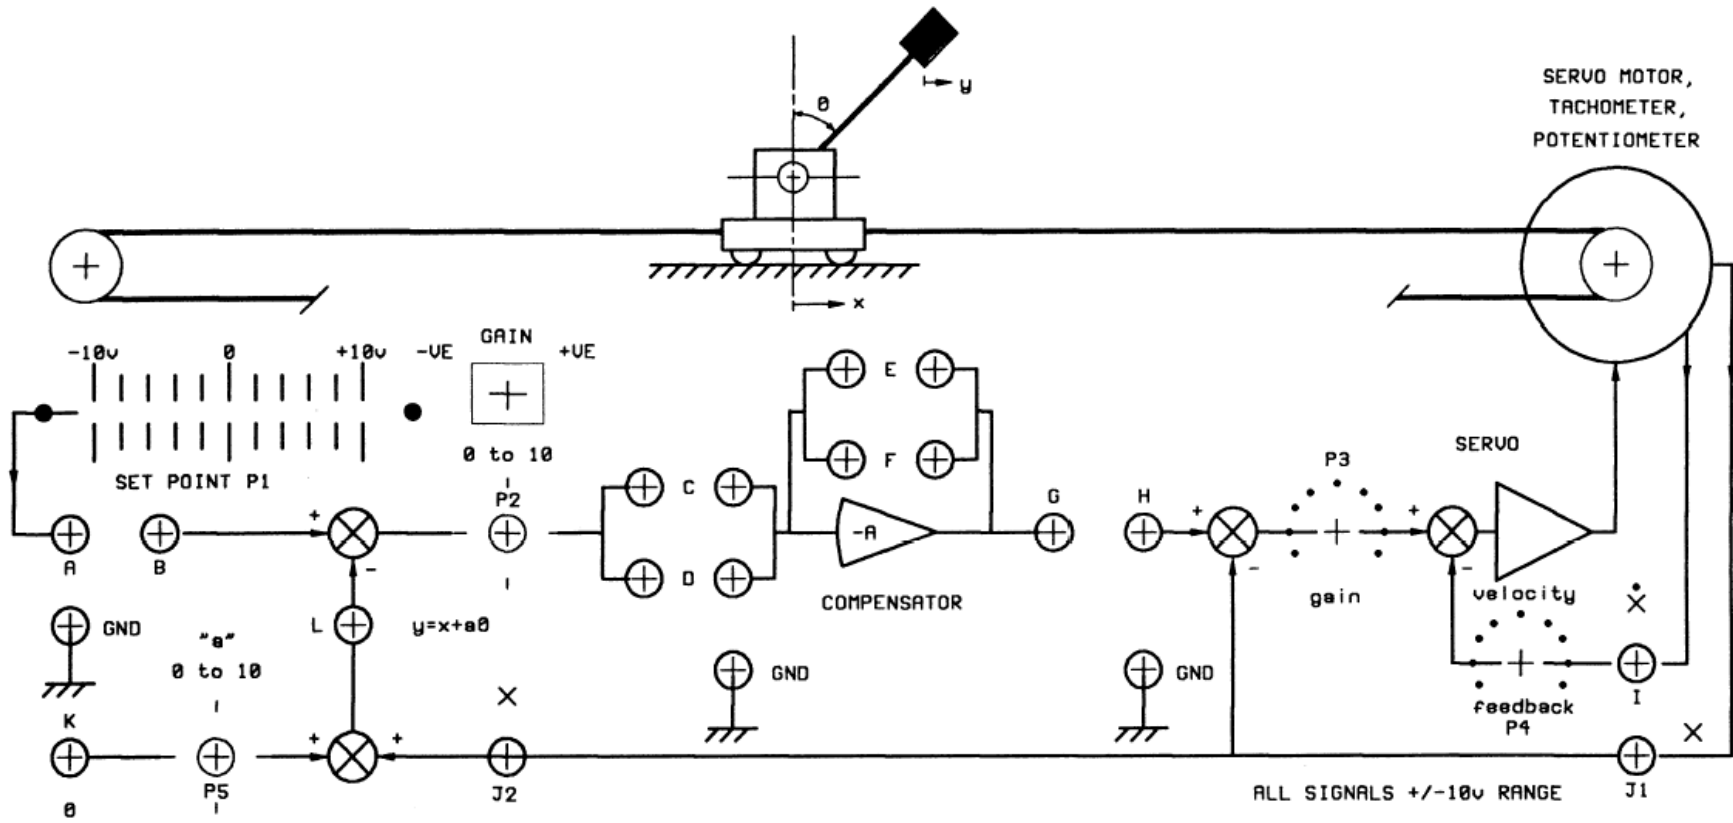 θ
y
SERVO MOTOR,
TACHOMETER,
POTENTIOMETER
x
-10v 0 +10v
-VE GAIN +VE
0 to 10
P2
SET POINT P1
A
B
+
-
GND
L
y=x+aθ
"a"
0 to 10
K
θ
P5
+
+
X
J2
C
D
E
F
-A
COMPENSATOR
GND
G
H
GND
+
-
P3
gain
+
-
SERVO
velocity
feedback
P4
Ẋ
I
X
J1
ALL SIGNALS +/-10v RANGE